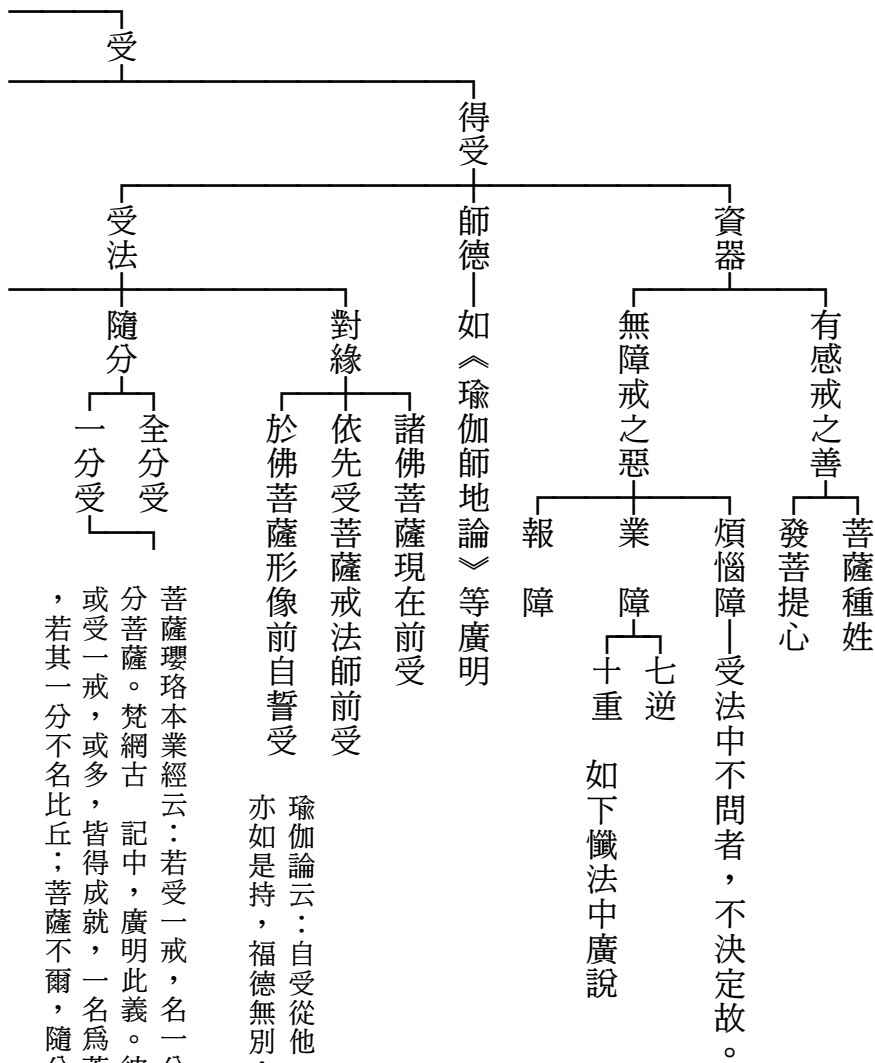 受
得受
資器
有感戒之善
菩薩種姓
發菩提心
無障戒之惡
煩惱障
受法中不問者，不決定故。
業　障
七逆
十重
如下懺法中廣說
報　障
師德
如《瑜伽師地論》等廣明
受法
對緣
諸佛菩薩現在前受
依先受菩薩戒法師前受
於佛菩薩形像前自誓受
瑜伽論云：自受從他
亦如是持，福德無別
隨分
全分受
一分受
菩薩瓔珞本業經云：若受一戒，名一分
分菩薩。梵網古　記中，廣明此義。彼
或受一戒，或多，皆得成就，一名爲菩
，若其一分不名比丘；菩薩不爾，隨分